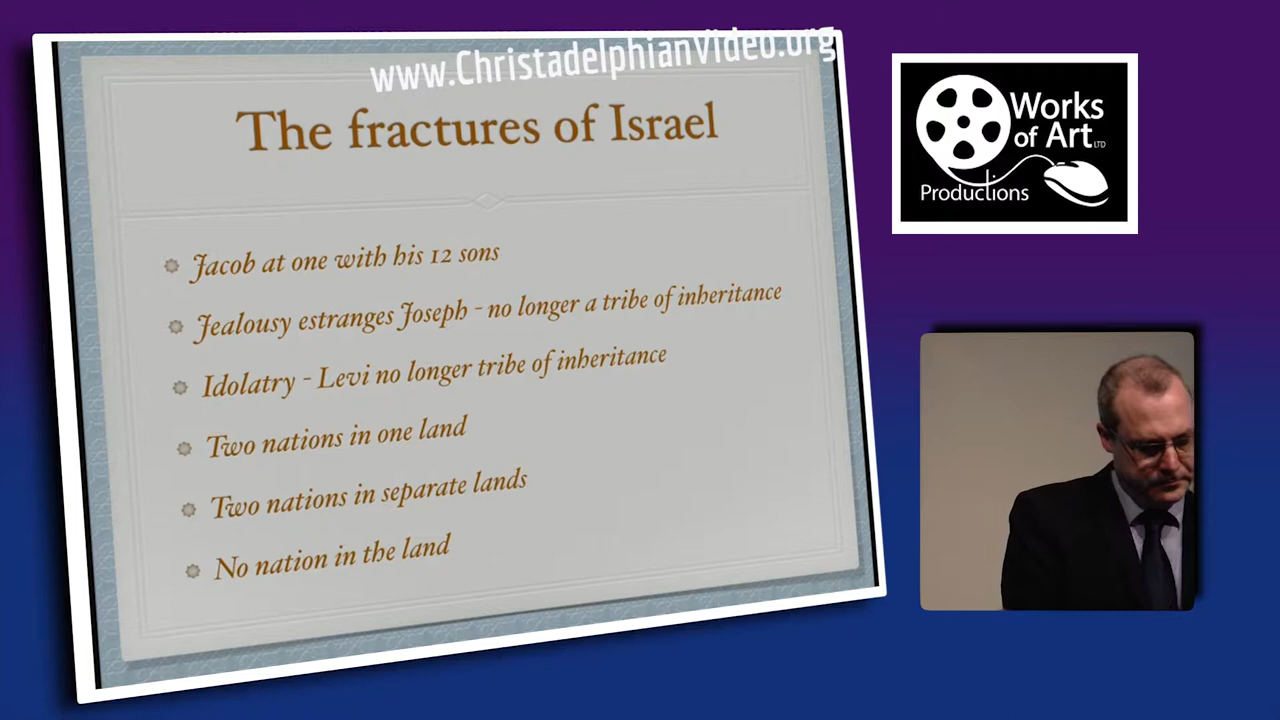 www.ChristadelphianVideo.org
The fractures of Israel
Jacob at one with his 12 sons
Jealousy estranges Joseph - no longer a tribe of inheritance
Idolatry - Levi no longer tribe of inheritance
Two nations in one land
Two nations in separate lands
No nation in the land
Works
of Art LTD
Productions